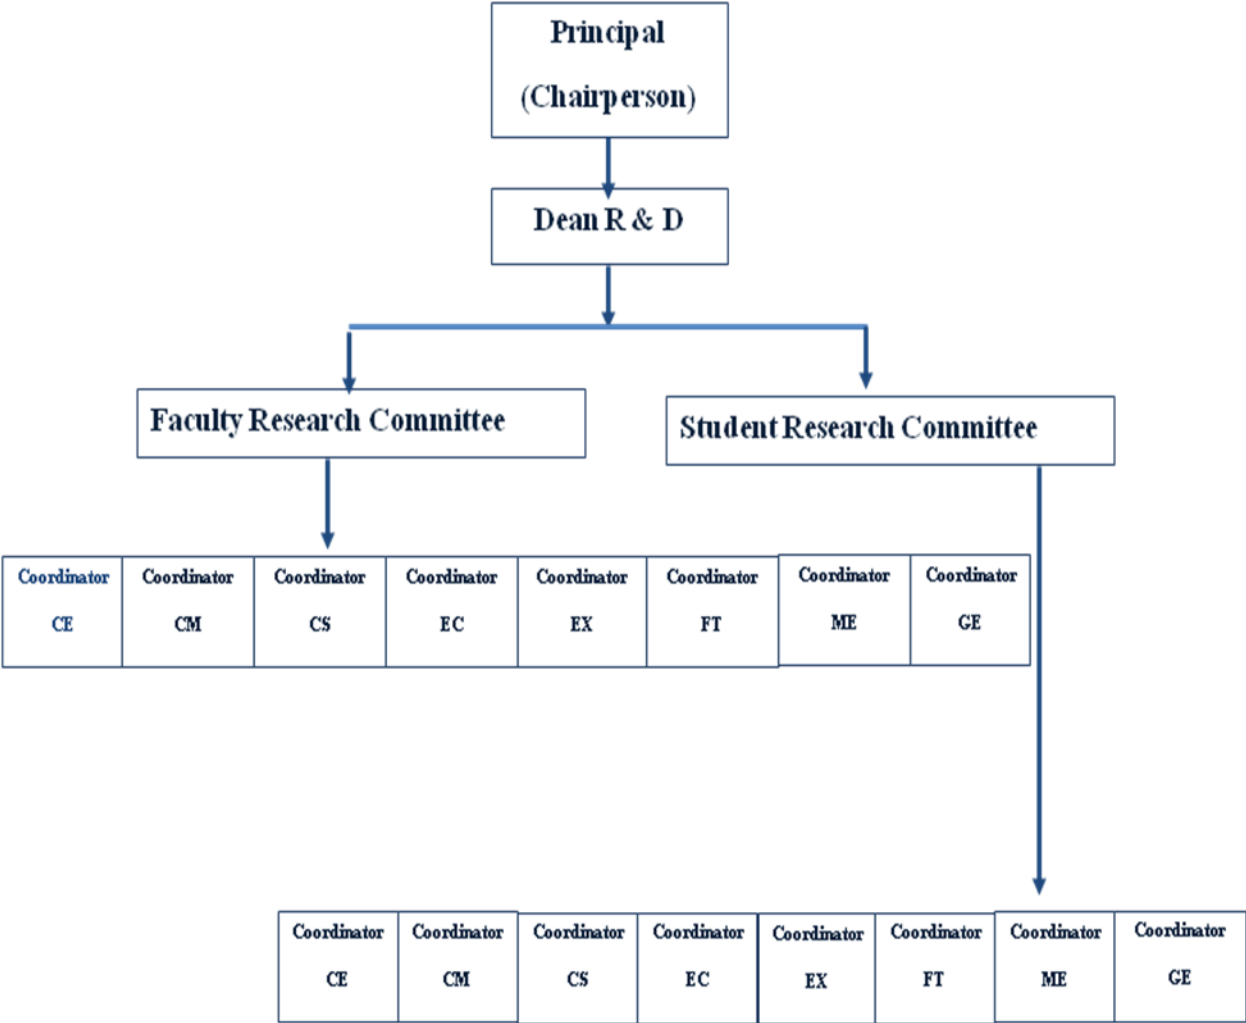 Principal
(Chairperson)
Dean R & D
Faculty Research Committee
Student Research Committee
Coordinator
CE
Coordinator
CM
Coordinator
CS
Coordinator
EC
Coordinator
EX
Coordinator
FT
Coordinator
ME
Coordinator
GE
Coordinator
CE
Coordinator
CM
Coordinator
CS
Coordinator
EC
Coordinator
EX
Coordinator
FT
Coordinator
ME
Coordinator
GE